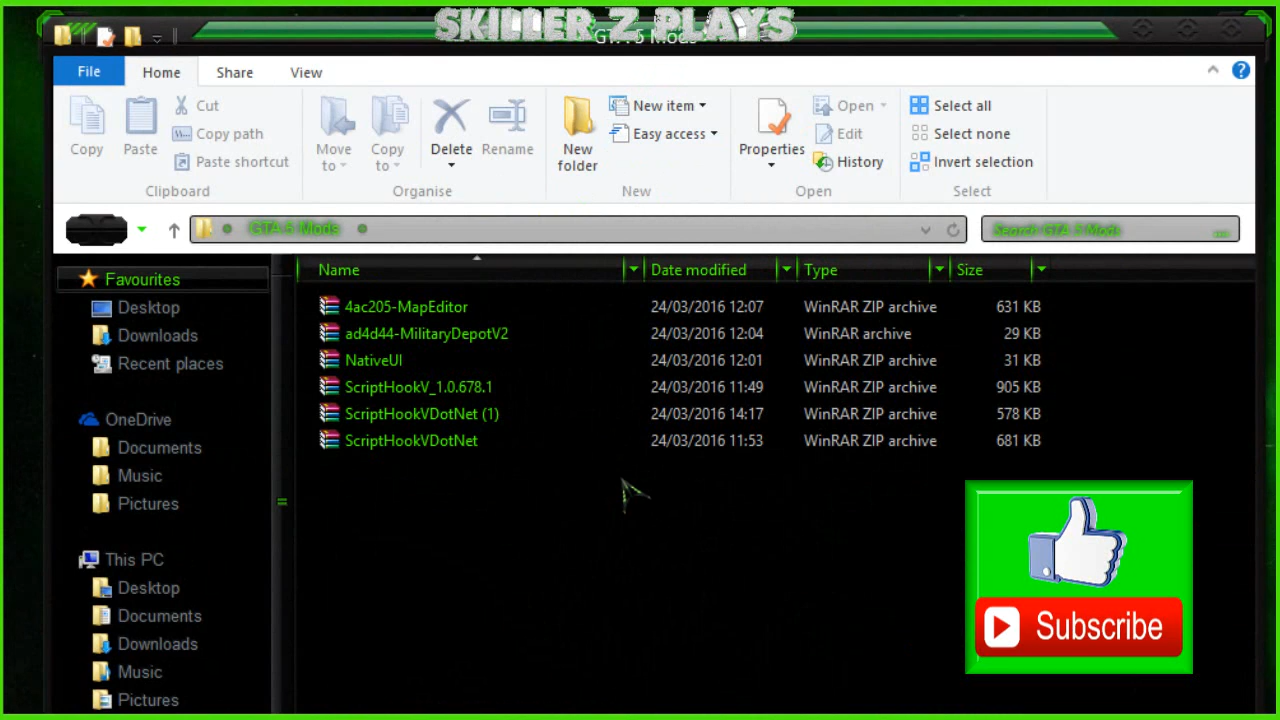 SKILLER Z PLAYS
GTA 5 Mods
File Home Share View
Copy
Paste
Cut
Copy path
Paste shortcut
Clipboard
Move to
Copy to
Delete
Rename
Organise
New folder
New item
Easy access
New
Properties
Open
Edit
History
Open
Select all
Select none
Invert selection
Select
GTA 5 Mods
Search GTA 5 Mods
Name Date modified Type Size
4ac205-MapEditor 24/03/2016 12:07 WinRAR ZIP archive 631 KB
ad4d44-MilitaryDepotV2 24/03/2016 12:04 WinRAR archive 29 KB
NativeUI 24/03/2016 12:01 WinRAR ZIP archive 31 KB
ScriptHookV_1.0.678.1 24/03/2016 11:49 WinRAR ZIP archive 905 KB
ScriptHookVDotNet (1) 24/03/2016 14:17 WinRAR ZIP archive 578 KB
ScriptHookVDotNet 24/03/2016 11:53 WinRAR ZIP archive 681 KB
Favourites
Desktop
Downloads
Recent places
OneDrive
Documents
Music
Pictures
This PC
Desktop
Documents
Downloads
Music
Pictures
Subscribe